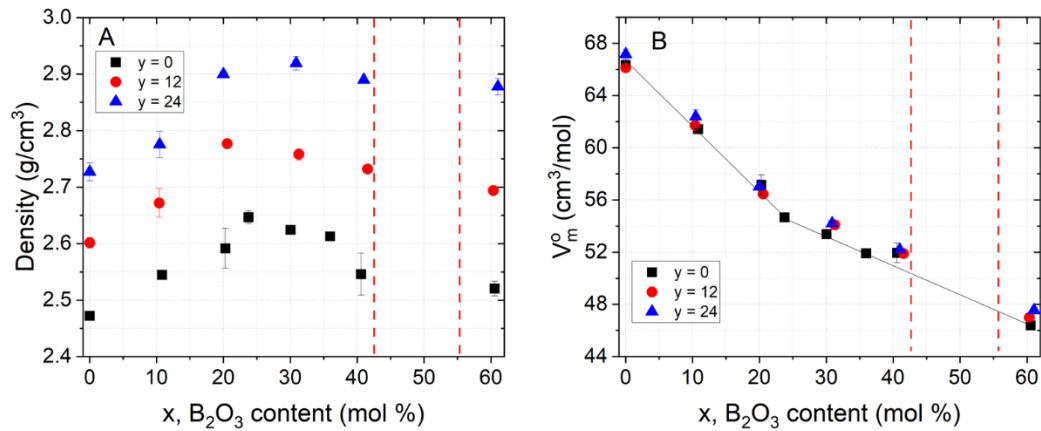 A
y = 0
y = 12
y = 24
3.0
2.9
2.8
2.7
2.6
2.5
2.4
Density (g/cm³)
0 10 20 30 40 50 60
x, B₂O₃ content (mol %)
B
68
64
60
56
52
48
44
Vₘᵒ (cm³/mol)
y = 0
y = 12
y = 24
0 10 20 30 40 50 60
x, B₂O₃ content (mol %)